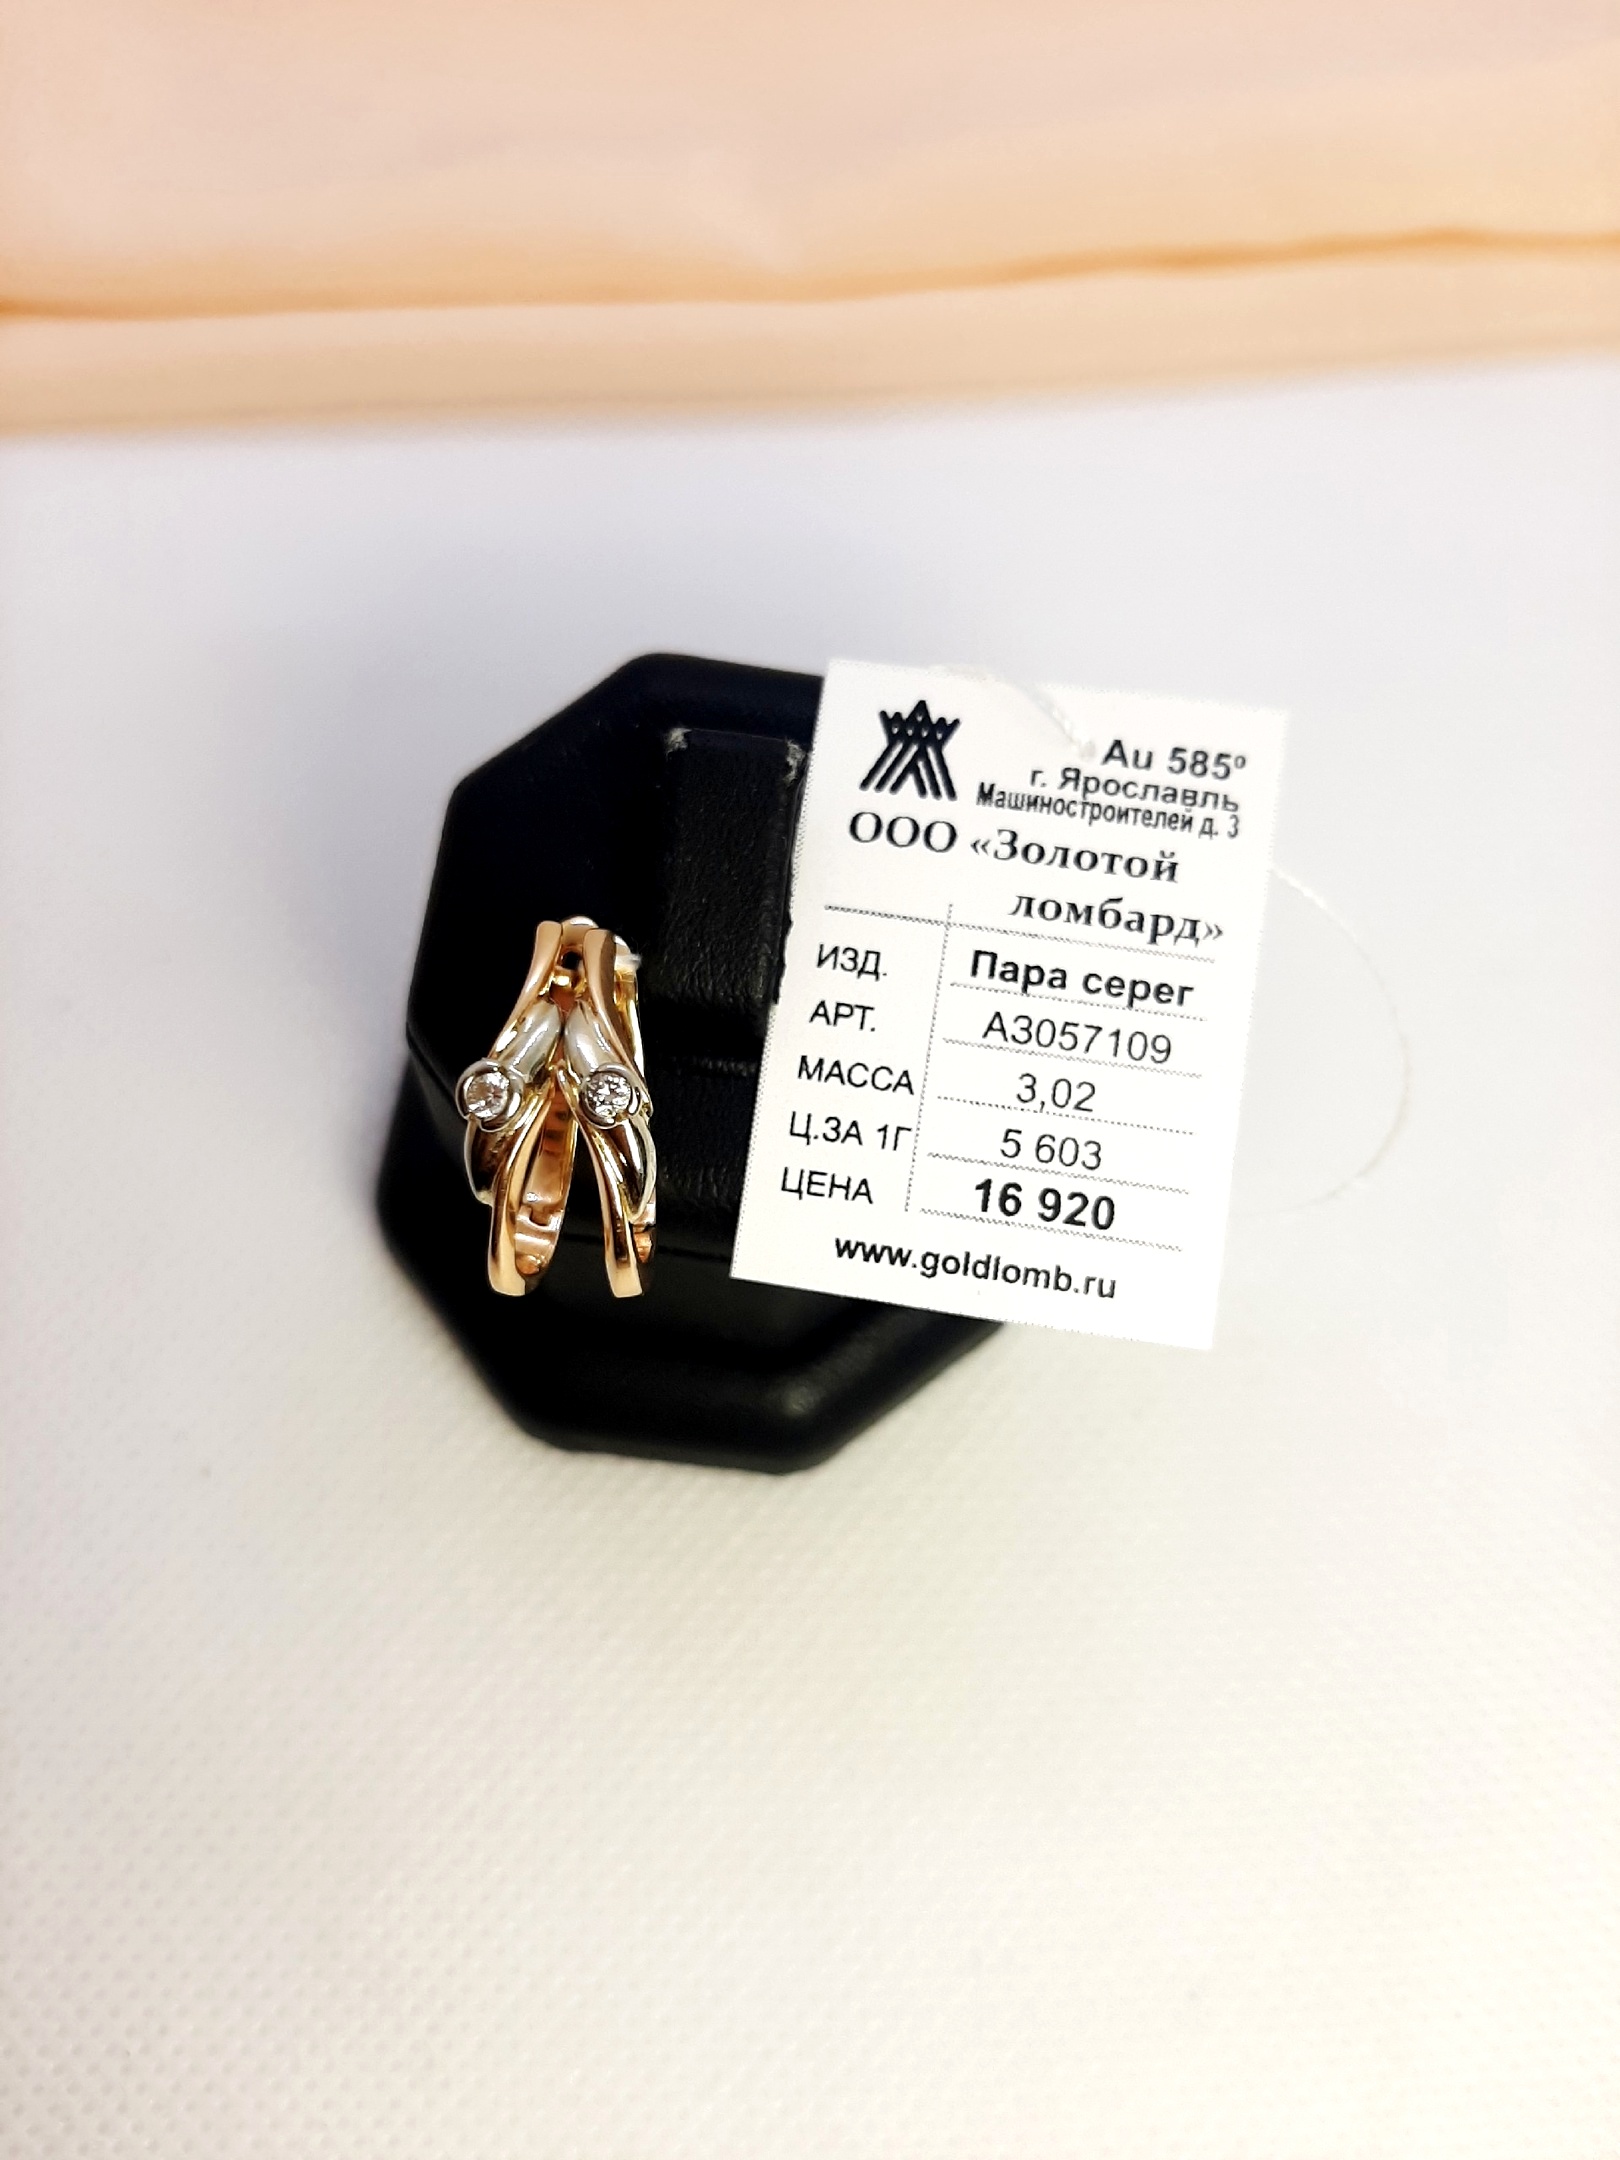 Au 585º
г. Ярославль
Машиностроителей д. 3
ООО «Золотой
ломбард»
ИЗД. Пара серег
АРТ. А3057109
МАССА 3,02
Ц.ЗА 1Г 5 603
ЦЕНА 16 920
www.goldlomb.ru